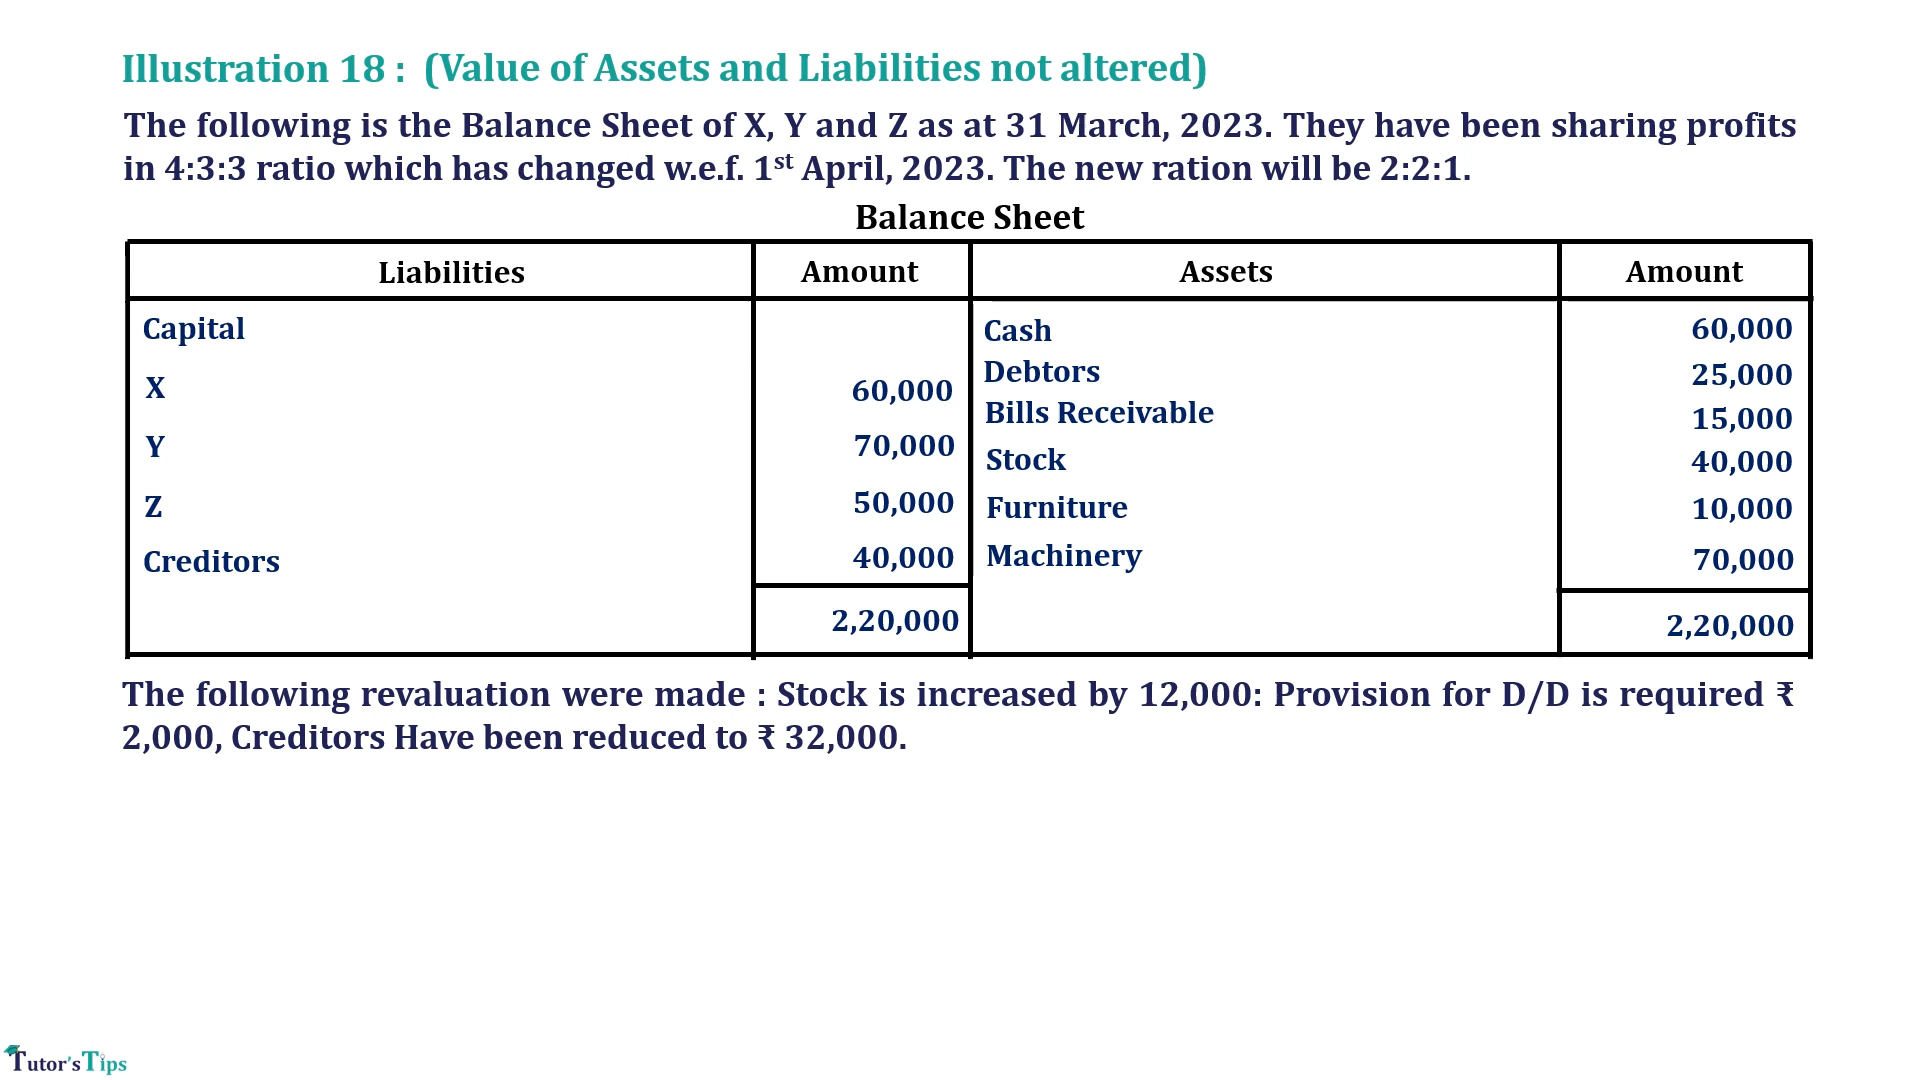 Illustration 18 : (Value of Assets and Liabilities not altered)
The following is the Balance Sheet of X, Y and Z as at 31 March, 2023. They have been sharing profits
in 4:3:3 ratio which has changed w.e.f. 1st April, 2023. The new ration will be 2:2:1.
Balance Sheet
Liabilities Amount Assets Amount
Capital Cash 60,000
Debtors 25,000
X 60,000 Bills Receivable 15,000
Y 70,000 Stock 40,000
Z 50,000 Furniture 10,000
Creditors 40,000 Machinery 70,000
2,20,000 2,20,000
The following revaluation were made : Stock is increased by 12,000: Provision for D/D is required ₹
2,000, Creditors Have been reduced to ₹ 32,000.
Tutor'sTips